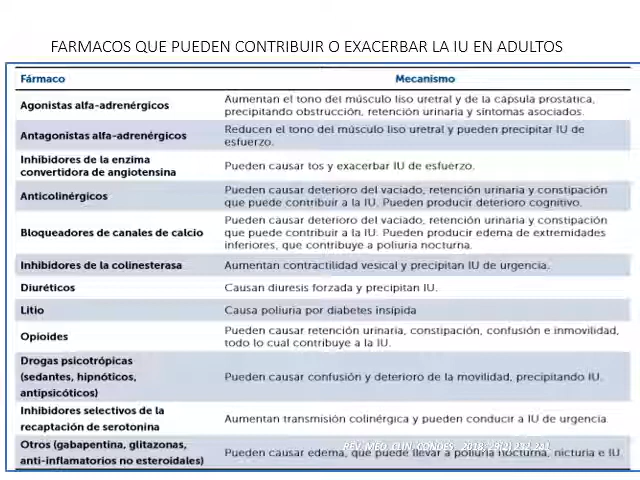 FARMACOS QUE PUEDEN CONTRIBUIR O EXACERBAR LA IU EN ADULTOS
Fármaco Mecanismo
Agonistas alfa-adrenérgicos
Aumentan el tono del músculo liso uretral y de la cápsula prostática,
precipitando obstrucción, retención urinaria y síntomas asociados.
Antagonistas alfa-adrenérgicos
Reducen el tono del músculo liso uretral y pueden precipitar IU de
esfuerzo.
Inhibidores de la enzima
convertidora de angiotensina
Pueden causar tos y exacerbar IU de esfuerzo.
Anticolinérgicos
Pueden causar deterioro del vaciado, retención urinaria y constipación
que puede contribuir a la IU. Pueden producir deterioro cognitivo.
Bloqueadores de canales de calcio
Pueden causar deterioro del vaciado, retención urinaria y constipación
que puede contribuir a la IU. Pueden producir edema de extremidades
inferiores, que contribuye a poliuria nocturna.
Inhibidores de la colinesterasa
Aumentan contractilidad vesical y precipitan IU de urgencia.
Diuréticos
Causan diuresis forzada y precipitan IU.
Litio
Causa poliuria por diabetes insípida
Opioides
Pueden causar retención urinaria, constipación, confusión e inmovilidad,
todo lo cual contribuye a la IU.
Drogas psicotrópicas
(sedantes, hipnóticos,
antipsicóticos)
Pueden causar confusión y deterioro de la movilidad, precipitando IU.
Inhibidores selectivos de la
recaptación de serotonina
Aumentan transmisión colinérgica y pueden conducir a IU de urgencia.
Otros (gabapentina, glitazonas,
anti-inflamatorios no esteroidales)
Pueden causar edema, que puede llevar a poliuria nocturna, nicturia e IU.
REV. MED. CLIN. CONDES - 2018; 29(2) 232-241